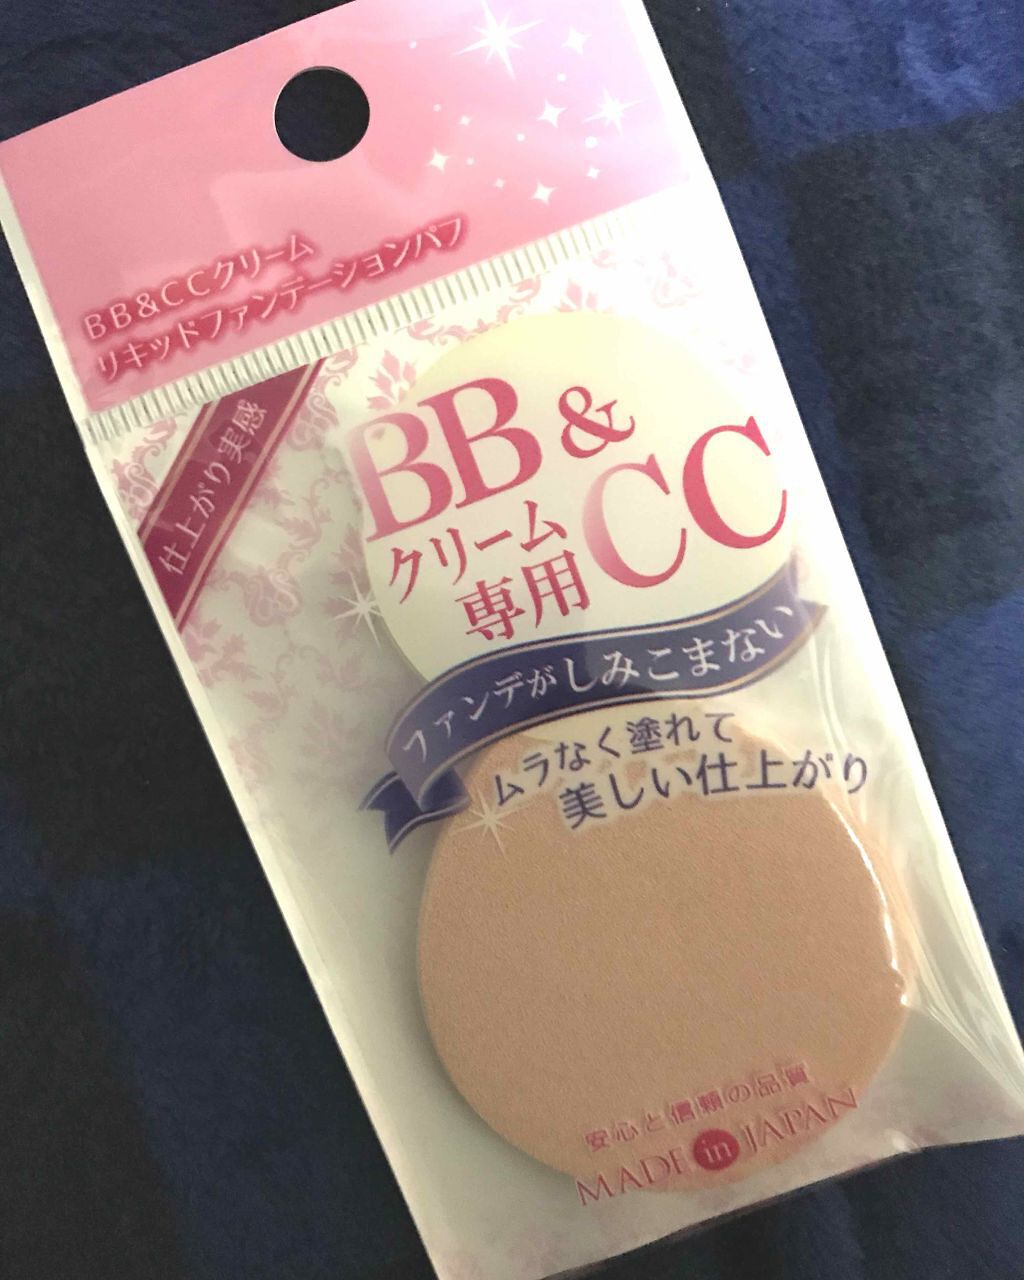 BB&CCクリーム
リキッドファンデーションパフ
仕上がり実感
BB & CC
クリーム
専用
ファンデがしみこまない
ムラなく塗れて
美しい仕上がり
安心と信頼の品質
MADE in JAPAN